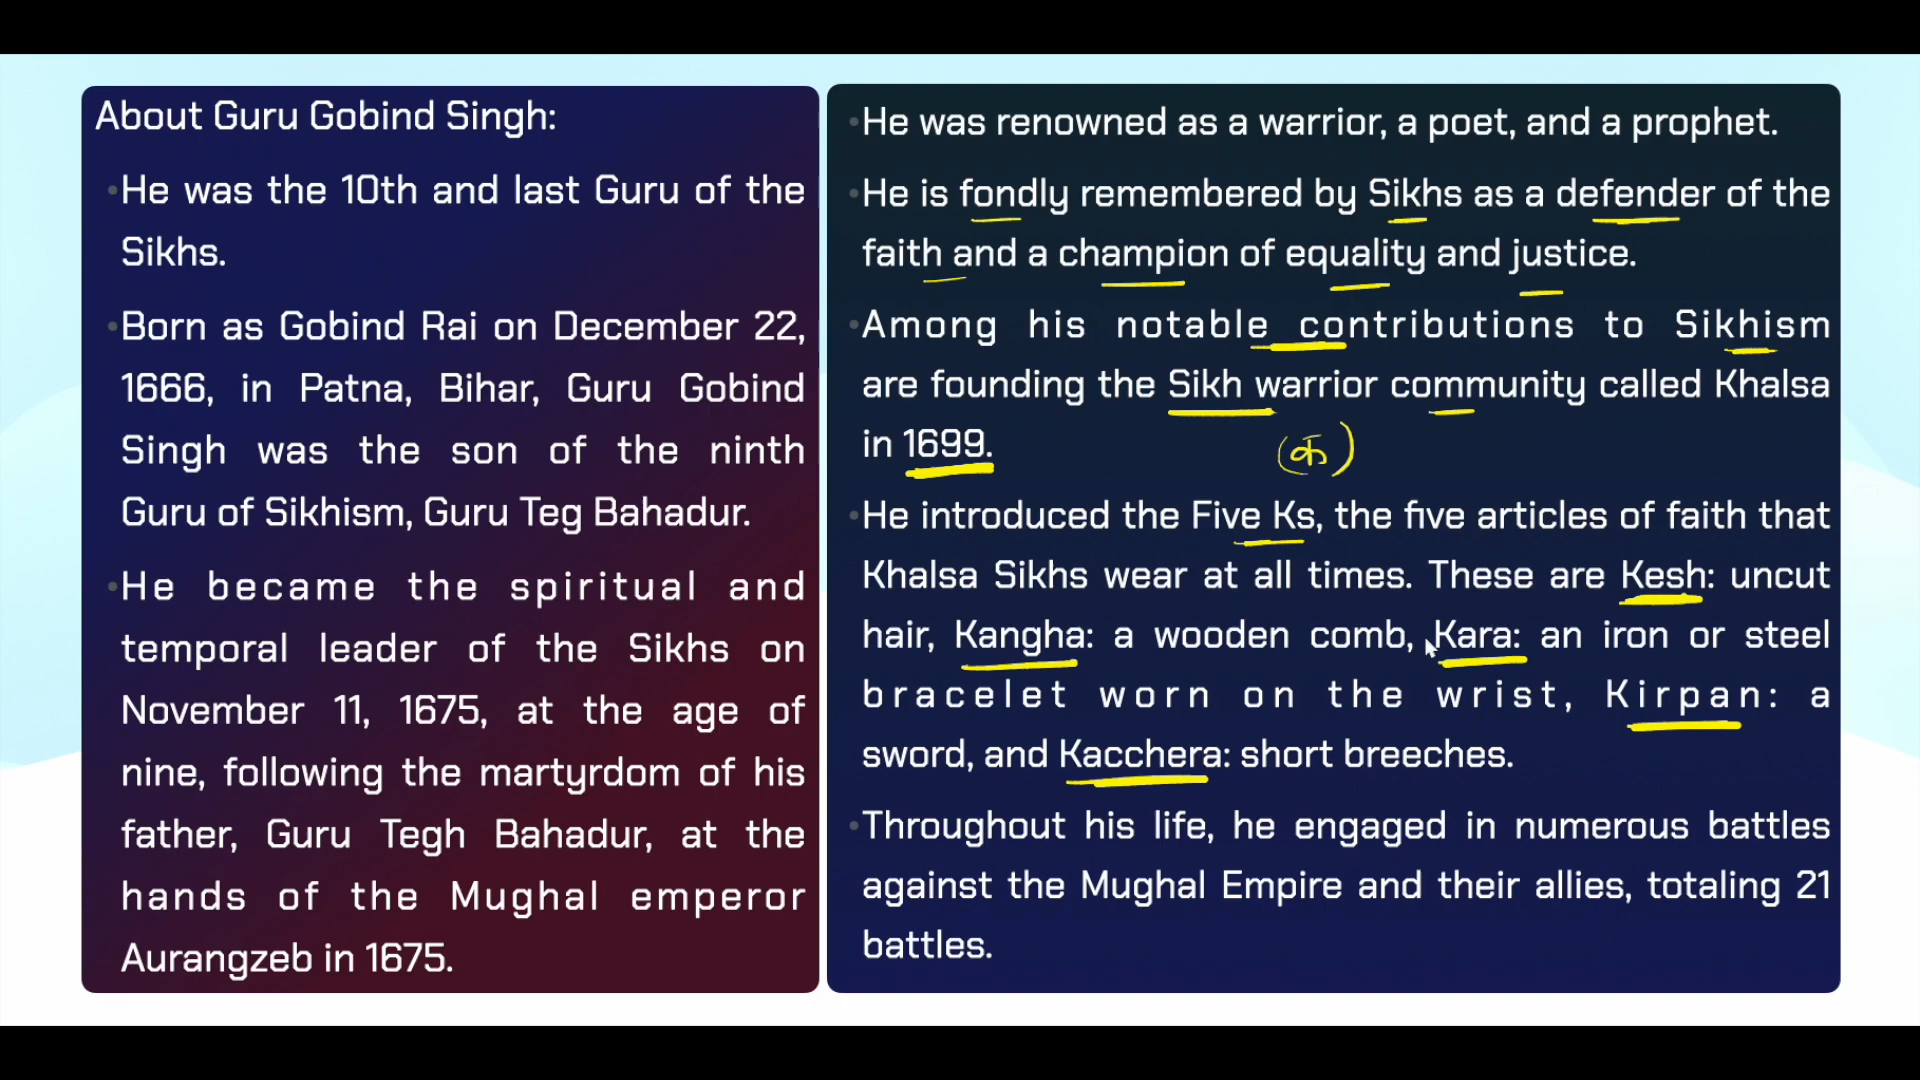 About Guru Gobind Singh:
•He was the 10th and last Guru of the
Sikhs.
•Born as Gobind Rai on December 22,
1666, in Patna, Bihar, Guru Gobind
Singh was the son of the ninth
Guru of Sikhism, Guru Teg Bahadur.
•He became the spiritual and
temporal leader of the Sikhs on
November 11, 1675, at the age of
nine, following the martyrdom of his
father, Guru Tegh Bahadur, at the
hands of the Mughal emperor
Aurangzeb in 1675.
•He was renowned as a warrior, a poet, and a prophet.
•He is fondly remembered by Sikhs as a defender of the
faith and a champion of equality and justice.
•Among his notable contributions to Sikhism
are founding the Sikh warrior community called Khalsa
in 1699.
(क)
•He introduced the Five Ks, the five articles of faith that
Khalsa Sikhs wear at all times. These are Kesh: uncut
hair, Kangha: a wooden comb, Kara: an iron or steel
bracelet worn on the wrist, Kirpan: a
sword, and Kacchera: short breeches.
•Throughout his life, he engaged in numerous battles
against the Mughal Empire and their allies, totaling 21
battles.